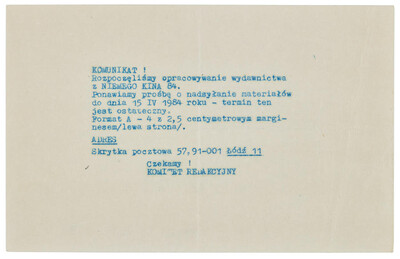 KOMUNIKAT !
Rozpoczęliśmy opracowywanie wydawnictwa
z NIEMEGO KINA 84.
Ponawiamy prośbę o nadsyłanie materiałów
do dnia 15 IV 1984 roku - termin ten
jest ostateczny.
Format A - 4 z 2,5 centymetrowym margi-
nesem/lewa strona/.
ADRES
Skrytka pocztowa 57.91-001 Łódź 11
Czekamy !
KOMITET REDAKCYJNY